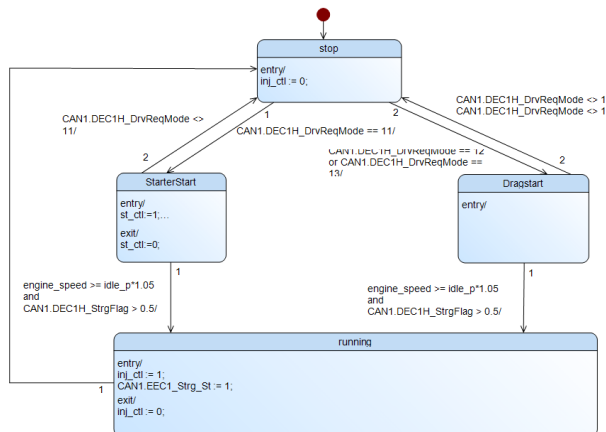 stop
entry/
inj_ctl := 0;
CAN1.DEC1H_DrvReqMode <>
11/
1
CAN1.DEC1H_DrvReqMode == 11/
2
CAN1.DEC1H_DrvReqMode <> 1
CAN1.DEC1H_DrvReqMode <> 1
2
CAN1.DEC1H_DrvReqMode == 12
or CAN1.DEC1H_DrvReqMode ==
13/
2
StarterStart
entry/
st_ctl:=1;...
exit/
st_ctl:=0;
Dragstart
entry/
1
engine_speed >= idle_p*1.05
and
CAN1.DEC1H_StrgFlag > 0.5/
1
engine_speed >= idle_p*1.05
and
CAN1.DEC1H_StrgFlag > 0.5/
running
entry/
inj_ctl := 1;
CAN1.EEC1_Strg_St := 1;
exit/
inj_ctl := 0;
1